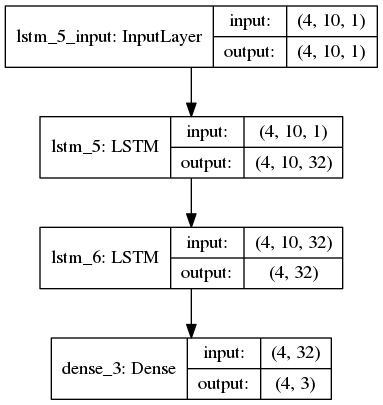 lstm_5_input: InputLayer input: (4, 10, 1)
output: (4, 10, 1)
lstm_5: LSTM input: (4, 10, 1)
output: (4, 10, 32)
lstm_6: LSTM input: (4, 10, 32)
output: (4, 32)
dense_3: Dense input: (4, 32)
output: (4, 3)